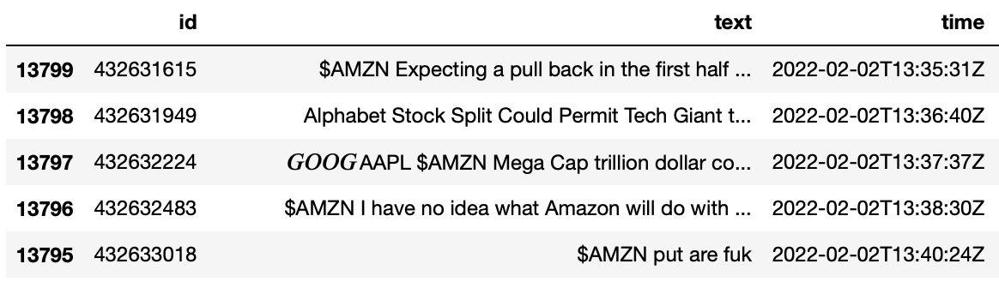 id text time
13799 432631615 $AMZN Expecting a pull back in the first half ... 2022-02-02T13:35:31Z
13798 432631949 Alphabet Stock Split Could Permit Tech Giant t... 2022-02-02T13:36:40Z
13797 432632224 GOOGAAPL $AMZN Mega Cap trillion dollar co... 2022-02-02T13:37:37Z
13796 432632483 $AMZN I have no idea what Amazon will do with ... 2022-02-02T13:38:30Z
13795 432633018 $AMZN put are fuk 2022-02-02T13:40:24Z